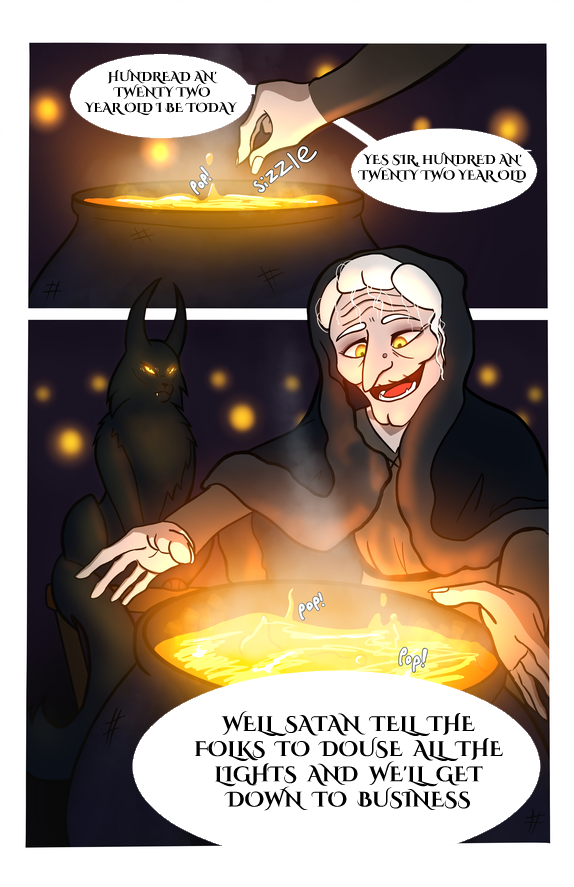 HUNDREAD AN'
TWENTY TWO
YEAR OLD I BE TODAY
YES SIR, HUNDRED AN'
TWENTY TWO YEAR OLD
POP!
SIZZLE
POP!
POP!
WELL SATAN TELL THE
FOLKS TO DOUSE ALL THE
LIGHTS AND WE'LL GET
DOWN TO BUSINESS